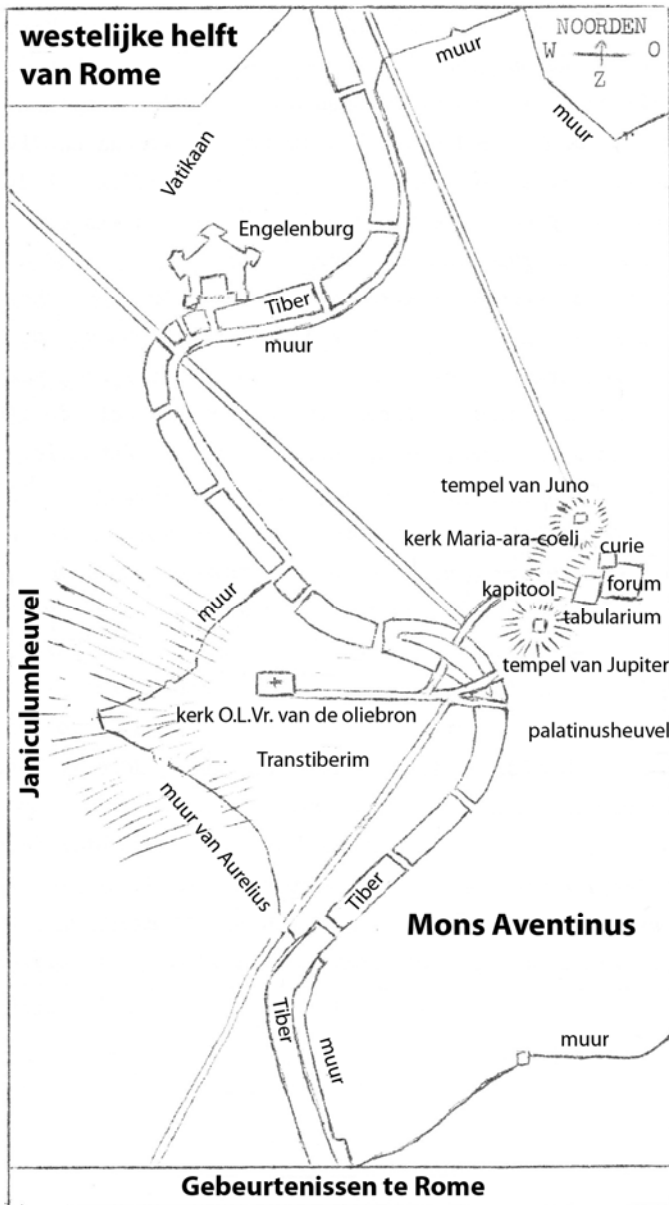 westelijke helft
van Rome
NOORDEN
W O
Z
muur
muur
Vatikaan
Engelenburg
Tiber
muur
tempel van Juno
kerk Maria-ara-coeli
curie
kapitool
forum
tabularium
muur
tempel van Jupiter
kerk O.L.Vr. van de oliebron
palatinusheuvel
Janiculumheuvel
Transtiberim
muur van Aurelius
Tiber
Mons Aventinus
Tiber
muur
muur
Gebeurtenissen te Rome